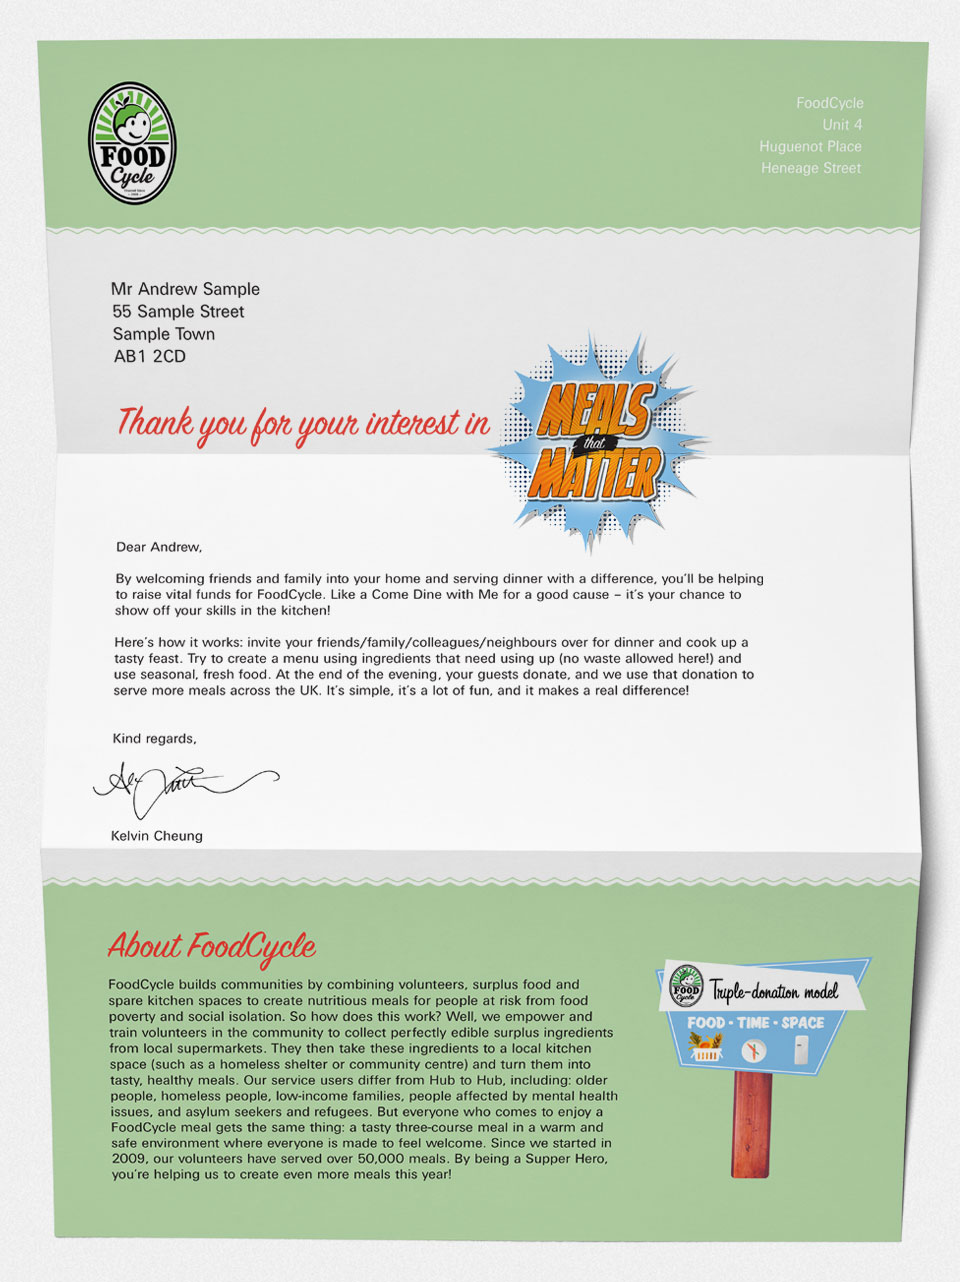 FOOD
Cycle
FoodCycle
Unit 4
Huguenot Place
Heneage Street
Mr Andrew Sample
55 Sample Street
Sample Town
AB1 2CD
Thank you for your interest in
MEALS
that
MATTER
Dear Andrew,
By welcoming friends and family into your home and serving dinner with a difference, you'll be helping
to raise vital funds for FoodCycle. Like a Come Dine with Me for a good cause – it's your chance to
show off your skills in the kitchen!
Here's how it works: invite your friends/family/colleagues/neighbours over for dinner and cook up a
tasty feast. Try to create a menu using ingredients that need using up (no waste allowed here!) and
use seasonal, fresh food. At the end of the evening, your guests donate, and we use that donation to
serve more meals across the UK. It's simple, it's a lot of fun, and it makes a real difference!
Kind regards,
Kelvin Cheung
About FoodCycle
FoodCycle builds communities by combining volunteers, surplus food and
spare kitchen spaces to create nutritious meals for people at risk from food
poverty and social isolation. So how does this work? Well, we empower and
train volunteers in the community to collect perfectly edible surplus ingredients
from local supermarkets. They then take these ingredients to a local kitchen
space (such as a homeless shelter or community centre) and turn them into
tasty, healthy meals. Our service users differ from Hub to Hub, including: older
people, homeless people, low-income families, people affected by mental health
issues, and asylum seekers and refugees. But everyone who comes to enjoy a
FoodCycle meal gets the same thing: a tasty three-course meal in a warm and
safe environment where everyone is made to feel welcome. Since we started in
2009, our volunteers have served over 50,000 meals. By being a Supper Hero,
you're helping us to create even more meals this year!
FOOD
Cycle
Triple-donation model
FOOD · TIME · SPACE